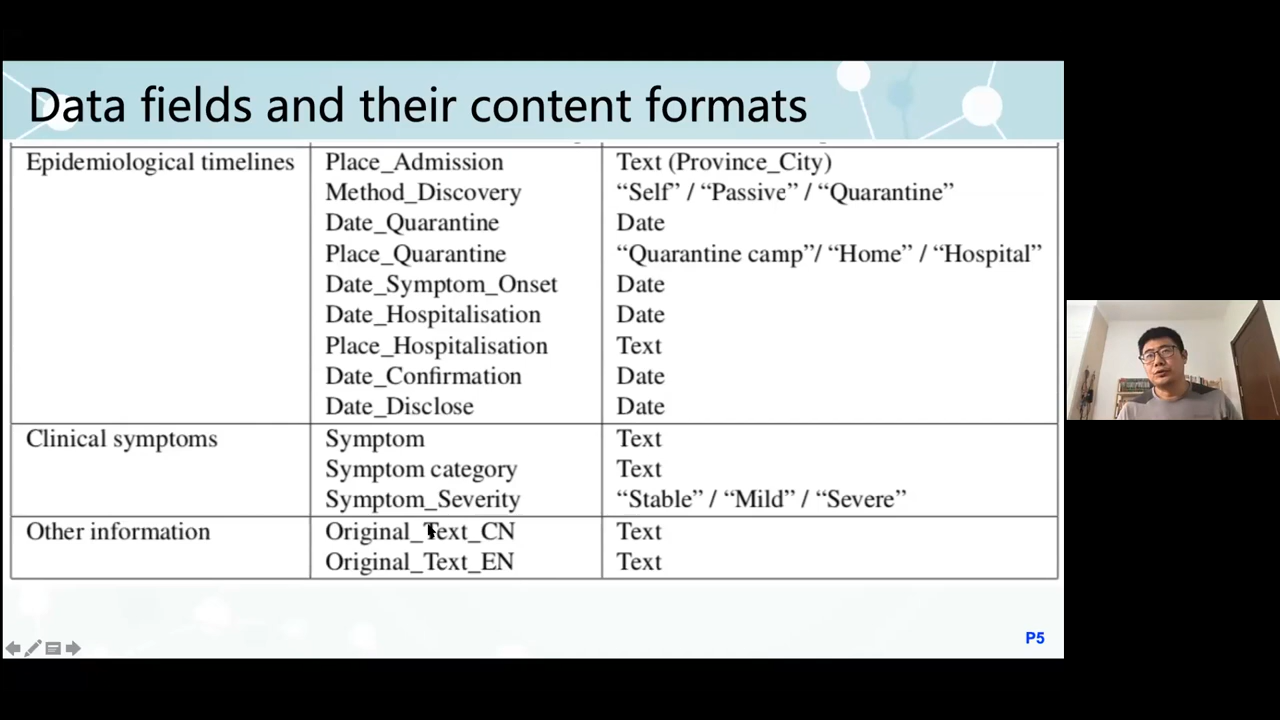 Data fields and their content formats
Epidemiological timelines Place_Admission Text (Province_City)
Method_Discovery “Self” / “Passive” / “Quarantine”
Date_Quarantine Date
Place_Quarantine “Quarantine camp”/ “Home” / “Hospital”
Date_Symptom_Onset Date
Date_Hospitalisation Date
Place_Hospitalisation Text
Date_Confirmation Date
Date_Disclose Date
Clinical symptoms Symptom Text
Symptom category Text
Symptom_Severity “Stable” / “Mild” / “Severe”
Other information Original_Text_CN Text
Original_Text_EN Text
P5